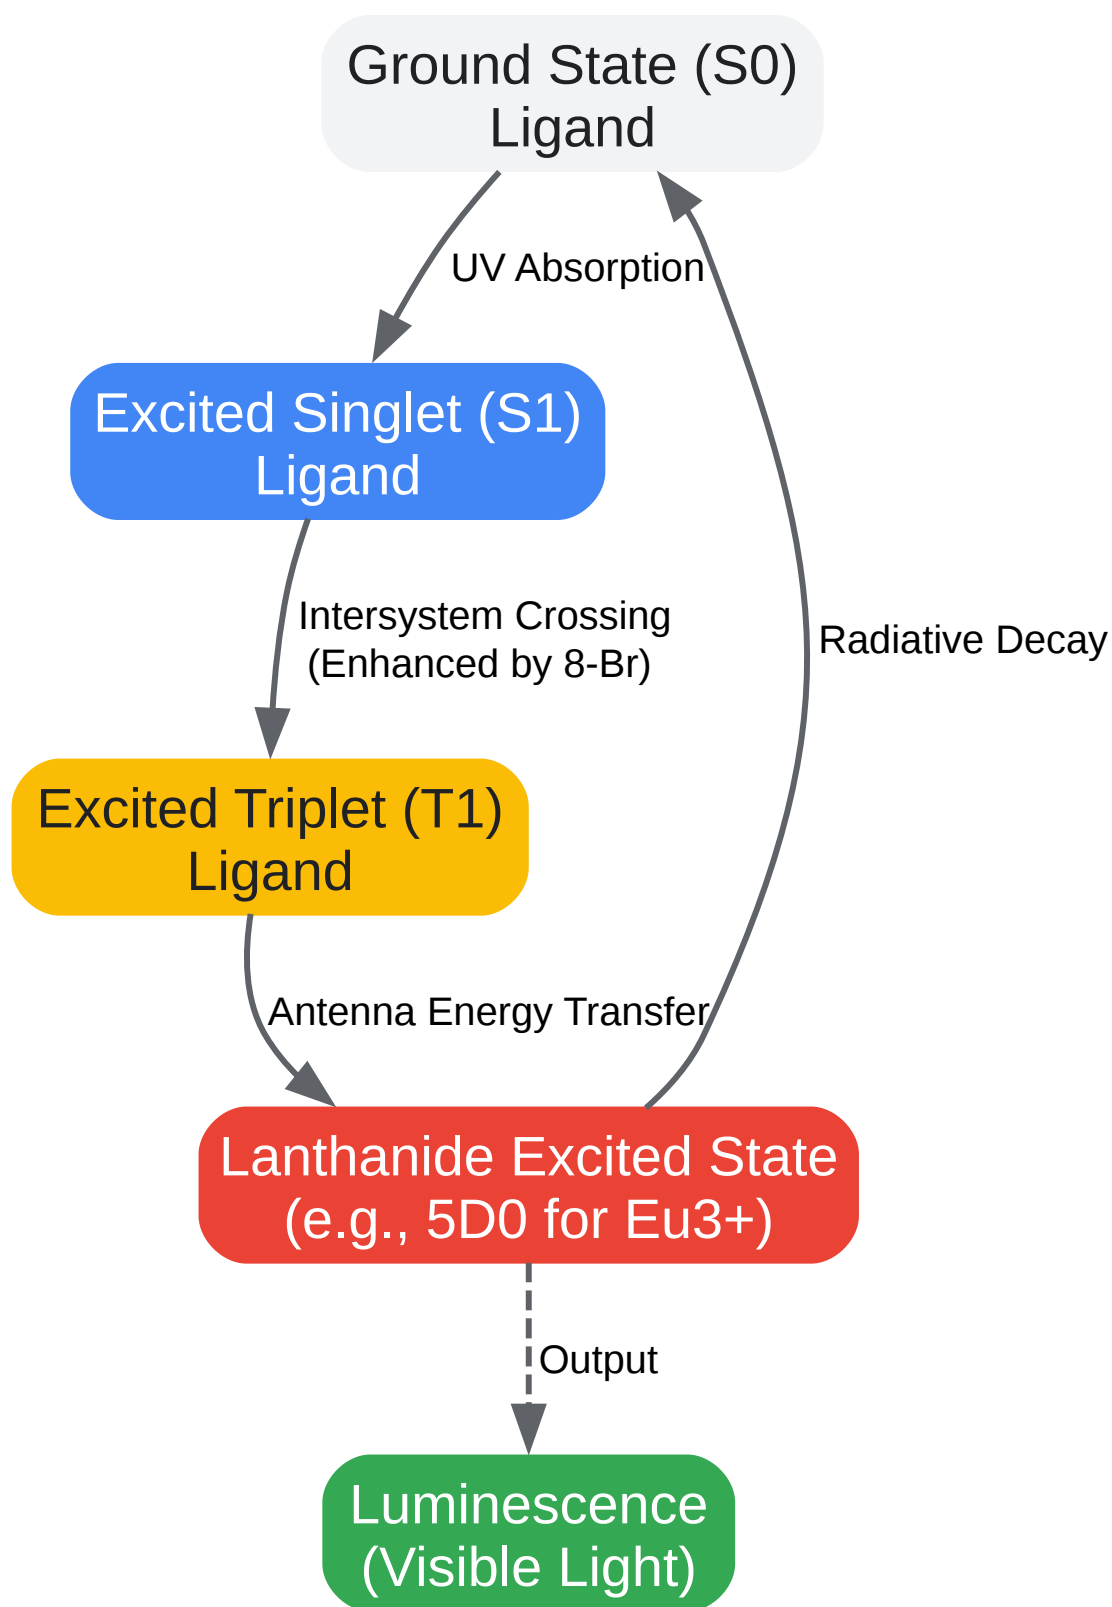 Ground State (S0)
Ligand
UV Absorption
Excited Singlet (S1)
Ligand
Intersystem Crossing
(Enhanced by 8-Br)
Radiative Decay
Excited Triplet (T1)
Ligand
Antenna Energy Transfer
Lanthanide Excited State
(e.g., 5D0 for Eu3+)
Output
Luminescence
(Visible Light)